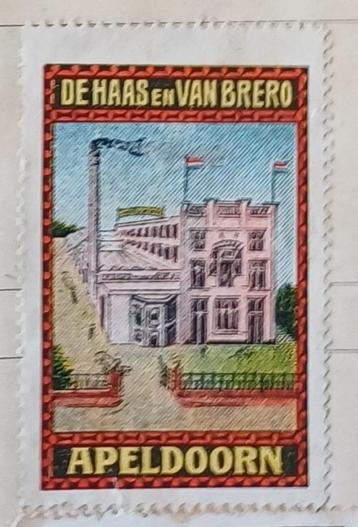 DE HAAS EN VAN BRERO
APELDOORN